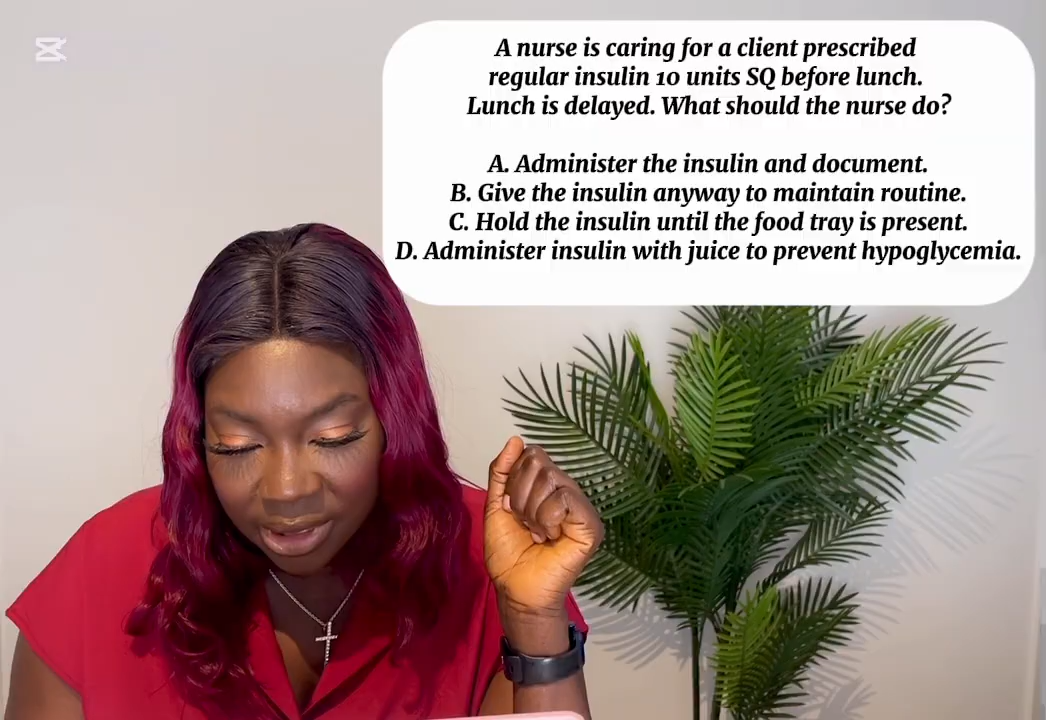 A nurse is caring for a client prescribed
regular insulin 10 units SQ before lunch.
Lunch is delayed. What should the nurse do?
A. Administer the insulin and document.
B. Give the insulin anyway to maintain routine.
C. Hold the insulin until the food tray is present.
D. Administer insulin with juice to prevent hypoglycemia.